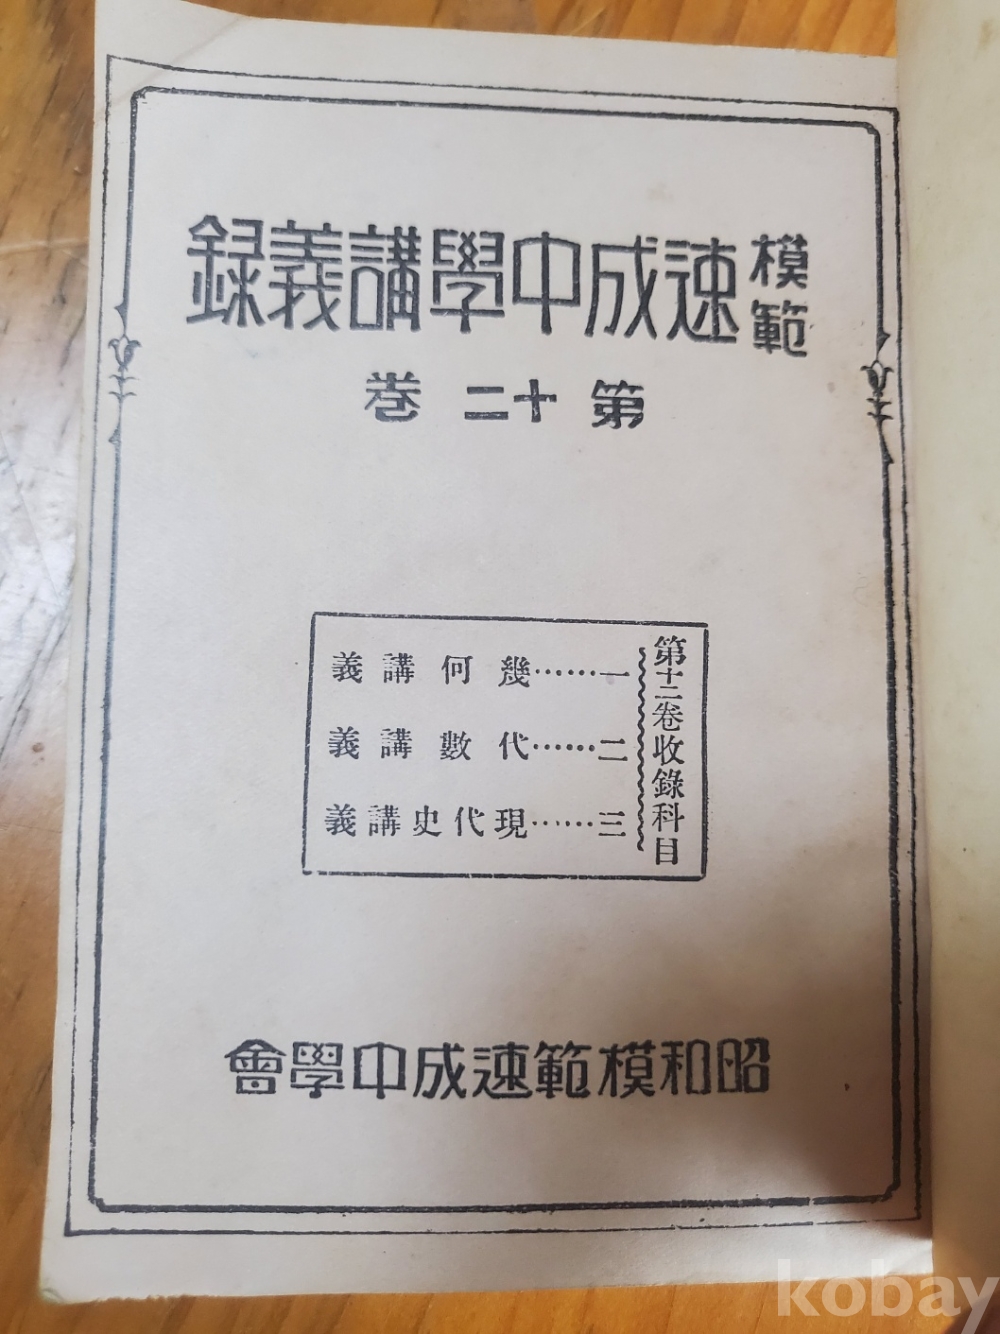 模範
速成中學講義録
第十二巻
第十二卷收錄科目
一……幾何講義
二……代數講義
三……現代史講義
昭和模範速成中學會
kobay